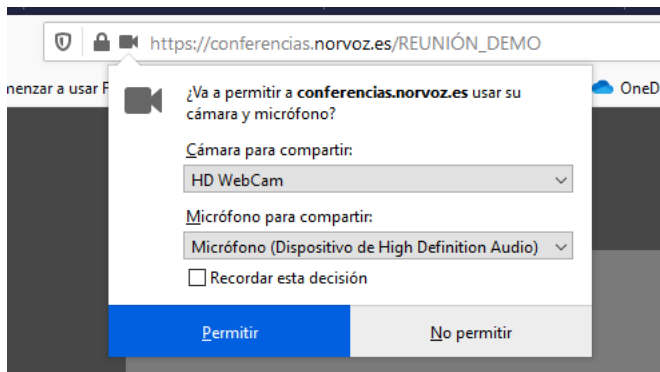 https://conferencias.norvoz.es/REUNIÓN_DEMO
menzar a usar F
OneD
¿Va a permitir a conferencias.norvoz.es usar su
cámara y micrófono?
Cámara para compartir:
HD WebCam
Micrófono para compartir:
Micrófono (Dispositivo de High Definition Audio)
Recordar esta decisión
Permitir
No permitir